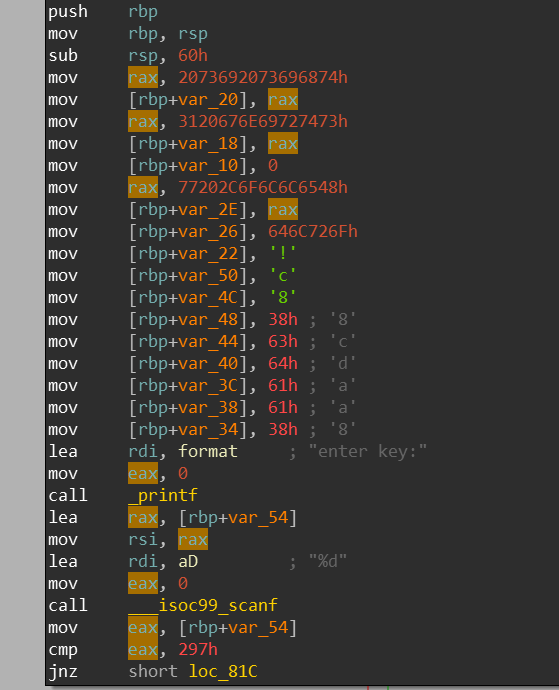 push rbp
mov rbp, rsp
sub rsp, 60h
mov rax, 2073692073696874h
mov [rbp+var_20], rax
mov rax, 3120676E69727473h
mov [rbp+var_18], rax
mov [rbp+var_10], 0
mov rax, 77202C6F6C6C6548h
mov [rbp+var_2E], rax
mov [rbp+var_26], 646C726Fh
mov [rbp+var_22], '!'
mov [rbp+var_50], 'c'
mov [rbp+var_4C], '8'
mov [rbp+var_48], 38h ; '8'
mov [rbp+var_44], 63h ; 'c'
mov [rbp+var_40], 64h ; 'd'
mov [rbp+var_3C], 61h ; 'a'
mov [rbp+var_38], 61h ; 'a'
mov [rbp+var_34], 38h ; '8'
lea rdi, format ; "enter key:"
mov eax, 0
call _printf
lea rax, [rbp+var_54]
mov rsi, rax
lea rdi, aD ; "%d"
mov eax, 0
call ___isoc99_scanf
mov eax, [rbp+var_54]
cmp eax, 297h
jnz short loc_81C